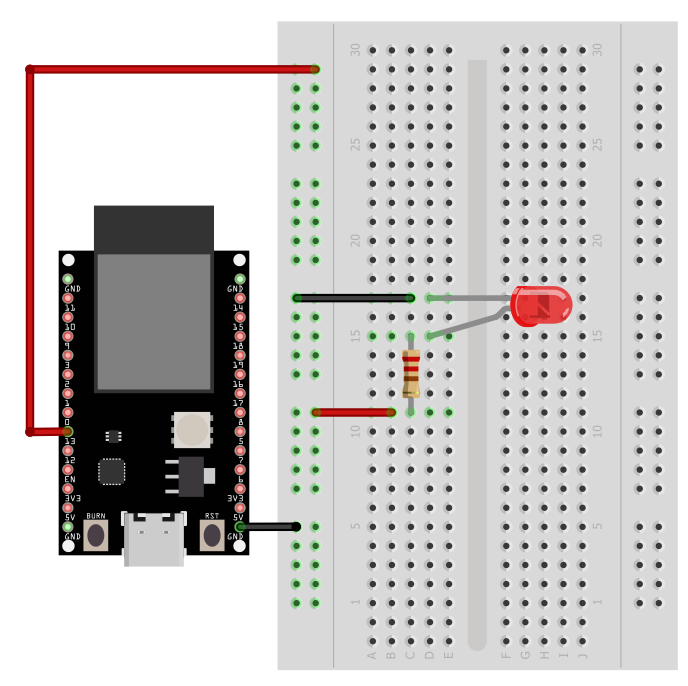 30 30
25 25
20 20
15 15
10 10
5 5
1 1
A B C D E F G H I J
GND GND
11 14
10 15
9 18
3 19
2 16
1 17
0 8
13 5
12 7
EN 6
3V3 3V3
5V 5V
GND GND
BURN RST